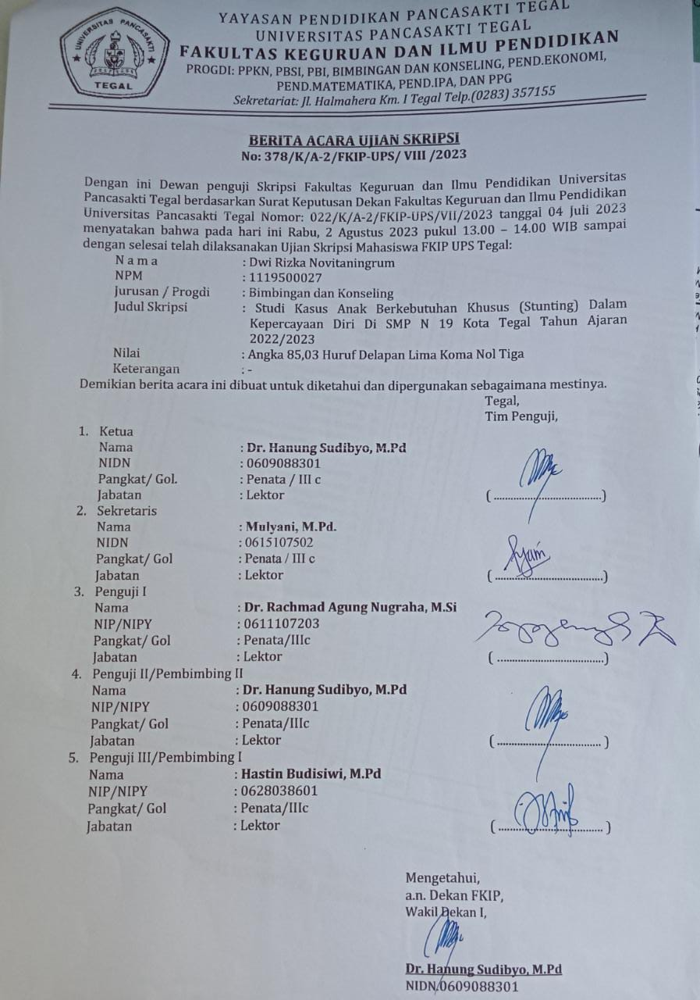 UNIVERSITAS PANCASAKTI
TEGAL
YAYASAN PENDIDIKAN PANCASAKTI TEGAL
UNIVERSITAS PANCASAKTI TEGAL
FAKULTAS KEGURUAN DAN ILMU PENDIDIKAN
PROGDI: PPKN, PBSI, PBI, BIMBINGAN DAN KONSELING, PEND.EKONOMI,
PEND.MATEMATIKA, PEND.IPA, DAN PPG
Sekretariat: Jl. Halmahera Km. I Tegal Telp.(0283) 357155
BERITA ACARA UJIAN SKRIPSI
No: 378/K/A-2/FKIP-UPS/ VIII /2023
Dengan ini Dewan penguji Skripsi Fakultas Keguruan dan Ilmu Pendidikan Universitas
Pancasakti Tegal berdasarkan Surat Keputusan Dekan Fakultas Keguruan dan Ilmu Pendidikan
Universitas Pancasakti Tegal Nomor: 022/K/A-2/FKIP-UPS/VII/2023 tanggal 04 Juli 2023
menyatakan bahwa pada hari ini Rabu, 2 Agustus 2023 pukul 13.00 – 14.00 WIB sampai
dengan selesai telah dilaksanakan Ujian Skripsi Mahasiswa FKIP UPS Tegal:
N a m a : Dwi Rizka Novitaningrum
NPM : 1119500027
Jurusan / Progdi : Bimbingan dan Konseling
Judul Skripsi : Studi Kasus Anak Berkebutuhan Khusus (Stunting) Dalam
Kepercayaan Diri Di SMP N 19 Kota Tegal Tahun Ajaran
2022/2023
Nilai : Angka 85,03 Huruf Delapan Lima Koma Nol Tiga
Keterangan : -
Demikian berita acara ini dibuat untuk diketahui dan dipergunakan sebagaimana mestinya.
Tegal,
Tim Penguji,
1. Ketua
Nama : Dr. Hanung Sudibyo, M.Pd
NIDN : 0609088301
Pangkat/ Gol. : Penata / III c
Jabatan : Lektor (......................................)
2. Sekretaris
Nama : Mulyani, M.Pd.
NIDN : 0615107502
Pangkat/ Gol : Penata / III c
Jabatan : Lektor (......................................)
3. Penguji I
Nama : Dr. Rachmad Agung Nugraha, M.Si
NIP/NIPY : 0611107203
Pangkat/ Gol : Penata/IIIc
Jabatan : Lektor (......................................)
4. Penguji II/Pembimbing II
Nama : Dr. Hanung Sudibyo, M.Pd
NIP/NIPY : 0609088301
Pangkat/ Gol : Penata/IIIc
Jabatan : Lektor (......................................)
5. Penguji III/Pembimbing I
Nama : Hastin Budisiwi, M.Pd
NIP/NIPY : 0628038601
Pangkat/ Gol : Penata/IIIc
Jabatan : Lektor (......................................)
Mengetahui,
a.n. Dekan FKIP,
Wakil Dekan I,
Dr. Hanung Sudibyo, M.Pd
NIDN.0609088301